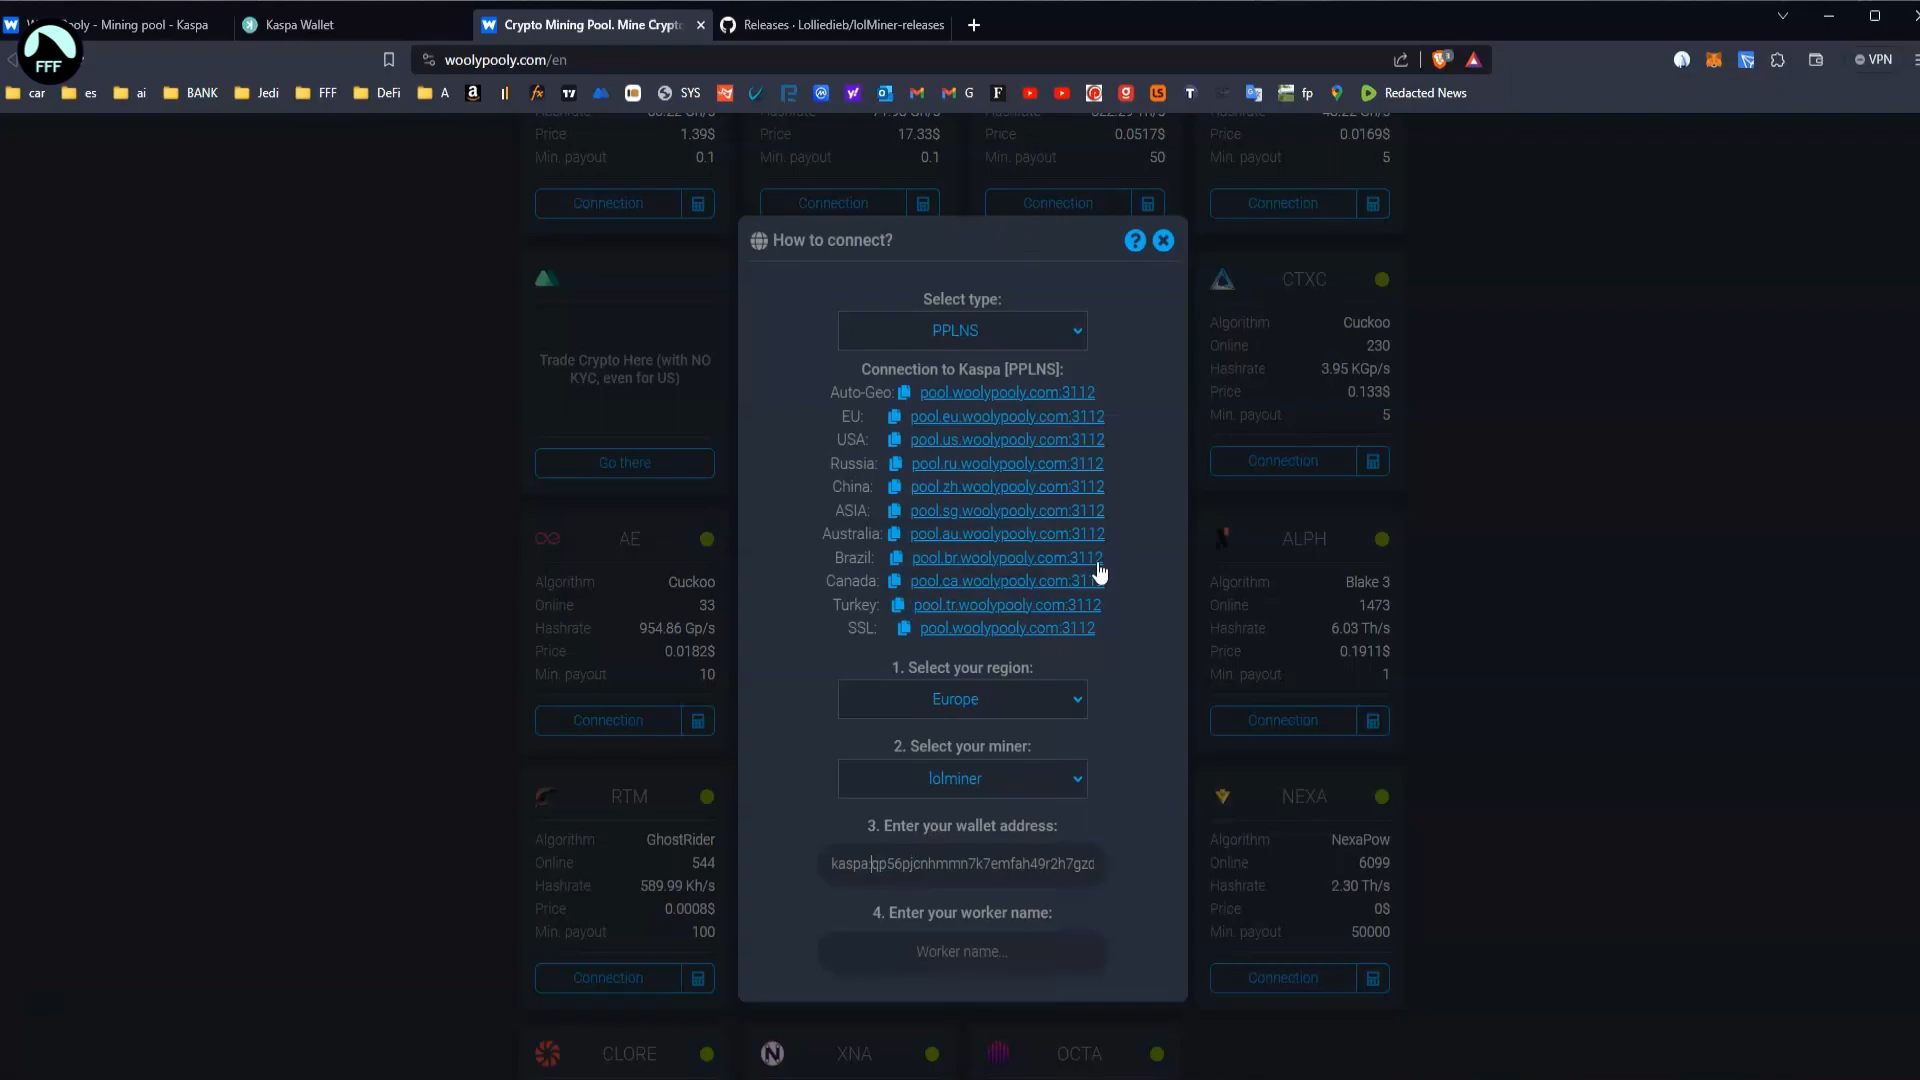 Pooly - Mining pool - Kaspa
Kaspa Wallet
Crypto Mining Pool. Mine Crypto
Releases · Lolliedieb/lolMiner-releases
FFF
woolypooly.com/en
VPN
car
es
ai
BANK
Jedi
FFF
DeFi
A
SYS
G
fp
Redacted News
Price 1.39$
Min. payout 0.1
Connection
Price 17.33$
Min. payout 0.1
Connection
Price 0.0517$
Min. payout 50
Connection
Price 0.0169$
Min. payout 5
Connection
Trade Crypto Here (with NO
KYC, even for US)
Go there
How to connect?
Select type:
PPLNS
Connection to Kaspa [PPLNS]:
Auto-Geo: pool.woolypooly.com:3112
EU: pool.eu.woolypooly.com:3112
USA: pool.us.woolypooly.com:3112
Russia: pool.ru.woolypooly.com:3112
China: pool.zh.woolypooly.com:3112
ASIA: pool.sg.woolypooly.com:3112
Australia: pool.au.woolypooly.com:3112
Brazil: pool.br.woolypooly.com:3112
Canada: pool.ca.woolypooly.com:3112
Turkey: pool.tr.woolypooly.com:3112
SSL: pool.woolypooly.com:3112
1. Select your region:
Europe
2. Select your miner:
lolminer
3. Enter your wallet address:
kaspa:qp56pjcnhmmn7k7emfah49r2h7gzc
4. Enter your worker name:
Worker name...
CTXC
Algorithm Cuckoo
Online 230
Hashrate 3.95 KGp/s
Price 0.133$
Min. payout 5
Connection
AE
Algorithm Cuckoo
Online 33
Hashrate 954.86 Gp/s
Price 0.0182$
Min. payout 10
Connection
ALPH
Algorithm Blake 3
Online 1473
Hashrate 6.03 Th/s
Price 0.1911$
Min. payout 1
Connection
RTM
Algorithm GhostRider
Online 544
Hashrate 589.99 Kh/s
Price 0.0008$
Min. payout 100
Connection
NEXA
Algorithm NexaPow
Online 6099
Hashrate 2.30 Th/s
Price 0$
Min. payout 50000
Connection
CLORE
XNA
OCTA